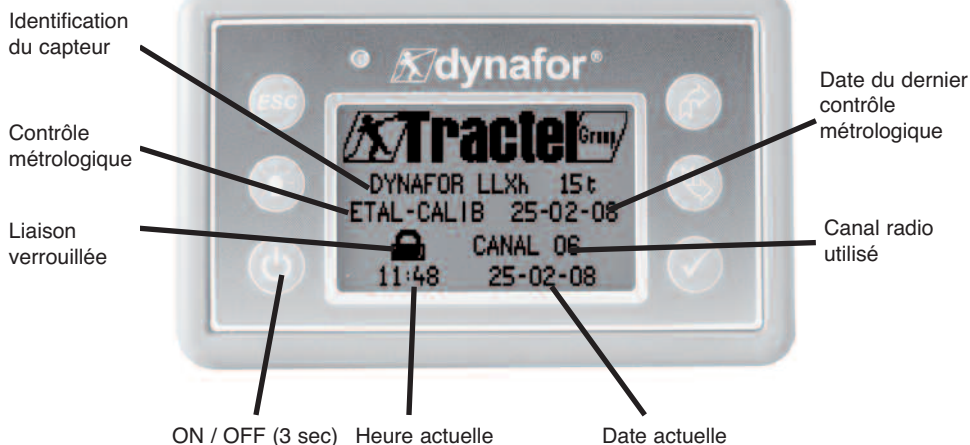 Identification
du capteur
dynafor®
ESC
Date du dernier
contrôle
métrologique
Contrôle
métrologique
Tractel Group
DYNAFOR LLXh 15t
ETAL-CALIB 25-02-08
Liaison
verrouillée
CANAL 06
Canal radio
utilisé
11:48 25-02-08
ON / OFF (3 sec) Heure actuelle Date actuelle